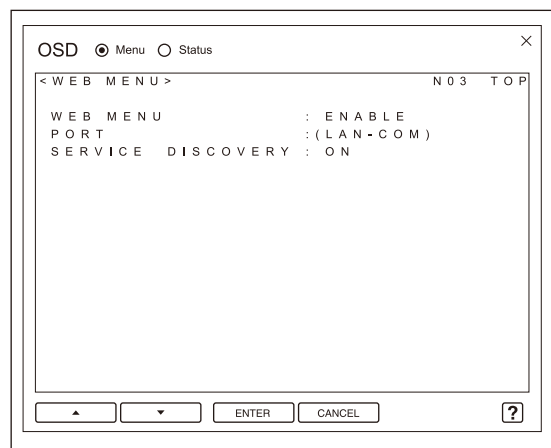 OSD Menu Status ×
<WEB MENU> N03 TOP
WEB MENU : ENABLE
PORT :(LAN-COM)
SERVICE DISCOVERY : ON
▲ ▼ ENTER CANCEL ?